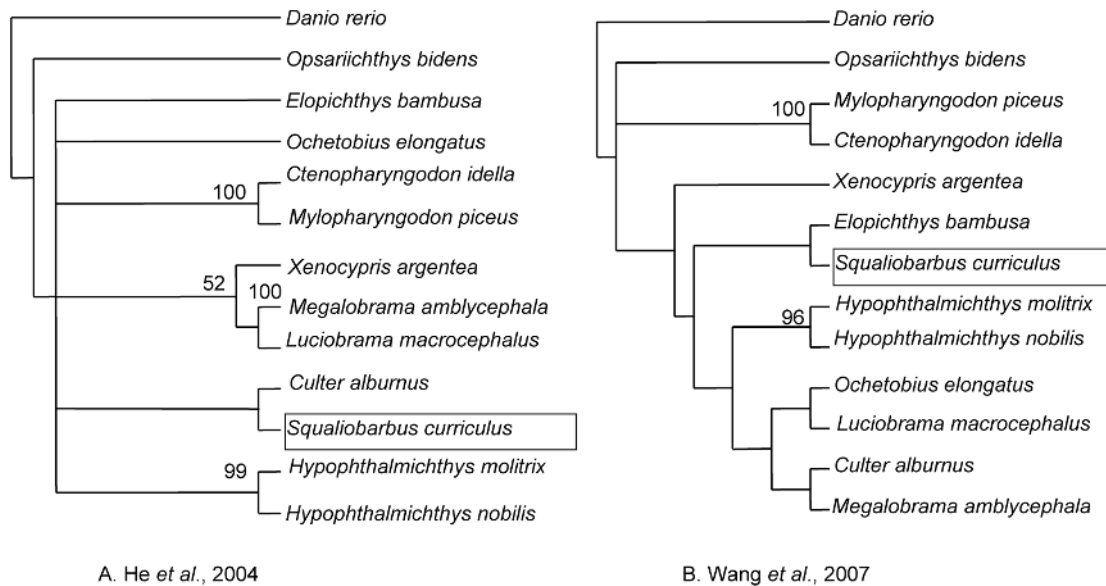 Danio rerio
Opsariichthys bidens
Elopichthys bambusa
Ochetobius elongatus
Ctenopharyngodon idella
100
Mylopharyngodon piceus
Xenocypris argentea
52
100
Megalobrama amblycephala
Luciobrama macrocephalus
Culter alburnus
Squaliobarbus curriculus
99
Hypophthalmichthys molitrix
Hypophthalmichthys nobilis
A. He et al., 2004
Danio rerio
Opsariichthys bidens
100
Mylopharyngodon piceus
Ctenopharyngodon idella
Xenocypris argentea
Elopichthys bambusa
Squaliobarbus curriculus
Hypophthalmichthys molitrix
96
Hypophthalmichthys nobilis
Ochetobius elongatus
Luciobrama macrocephalus
Culter alburnus
Megalobrama amblycephala
B. Wang et al., 2007